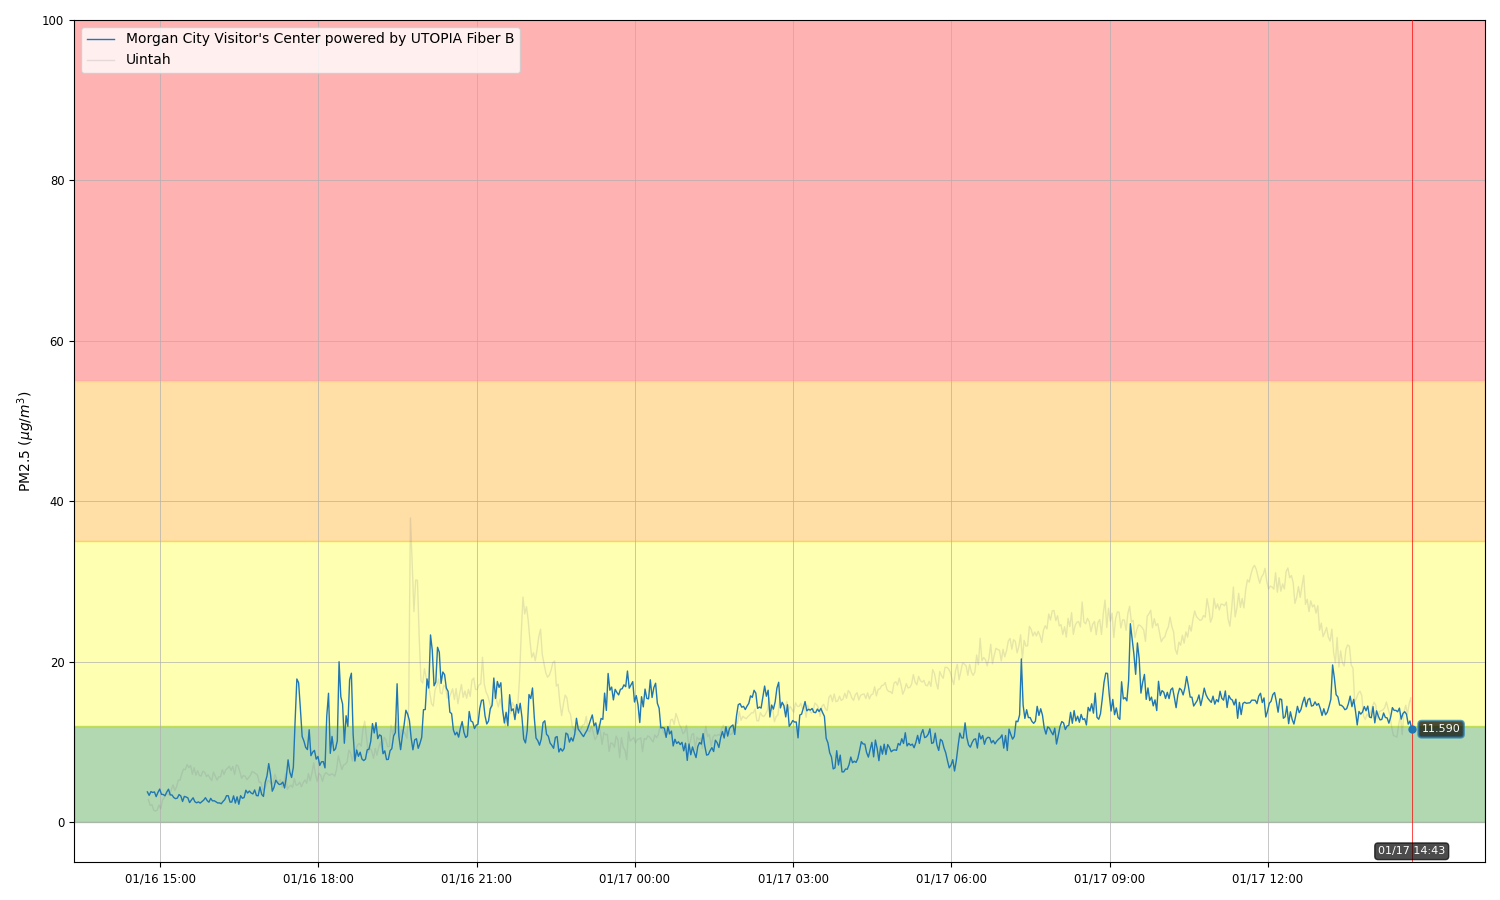 100
Morgan City Visitor's Center powered by UTOPIA Fiber B
Uintah
80
60
PM2.5 (μg/m³)
40
20
11.590
0
01/17 14:43
01/16 15:00 01/16 18:00 01/16 21:00 01/17 00:00 01/17 03:00 01/17 06:00 01/17 09:00 01/17 12:00